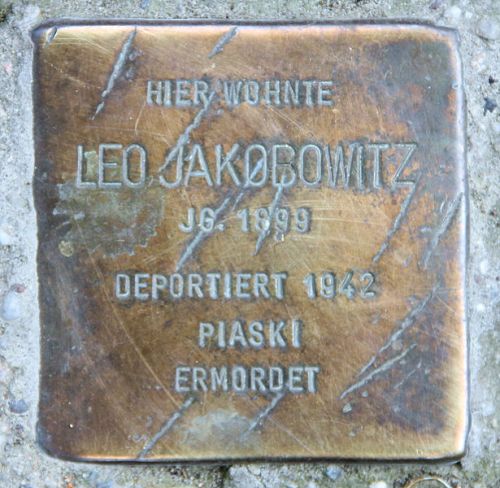 HIER WOHNTE
LEO JAKOBOWITZ
JG. 1899
DEPORTIERT 1942
PIASKI
ERMORDET